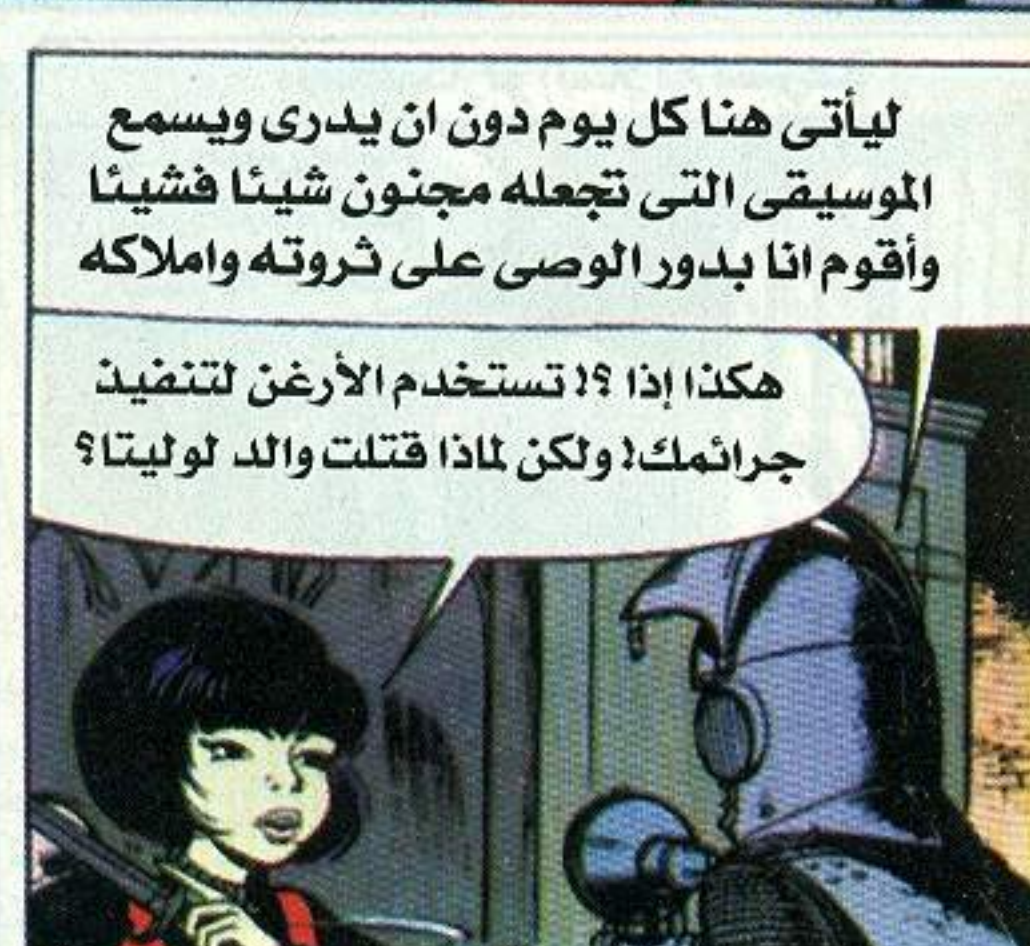 ليأتى هنا كل يوم دون ان يدرى ويسمع
الموسيقى التى تجعله مجنون شيئا فشيئا
وأقوم انا بدور الوصى على ثروته واملاكه
هكذا إذا ؟! تستخدم الأرغن لتنفيذ
جرائمك! ولكن لماذا قتلت والد لوليتا؟